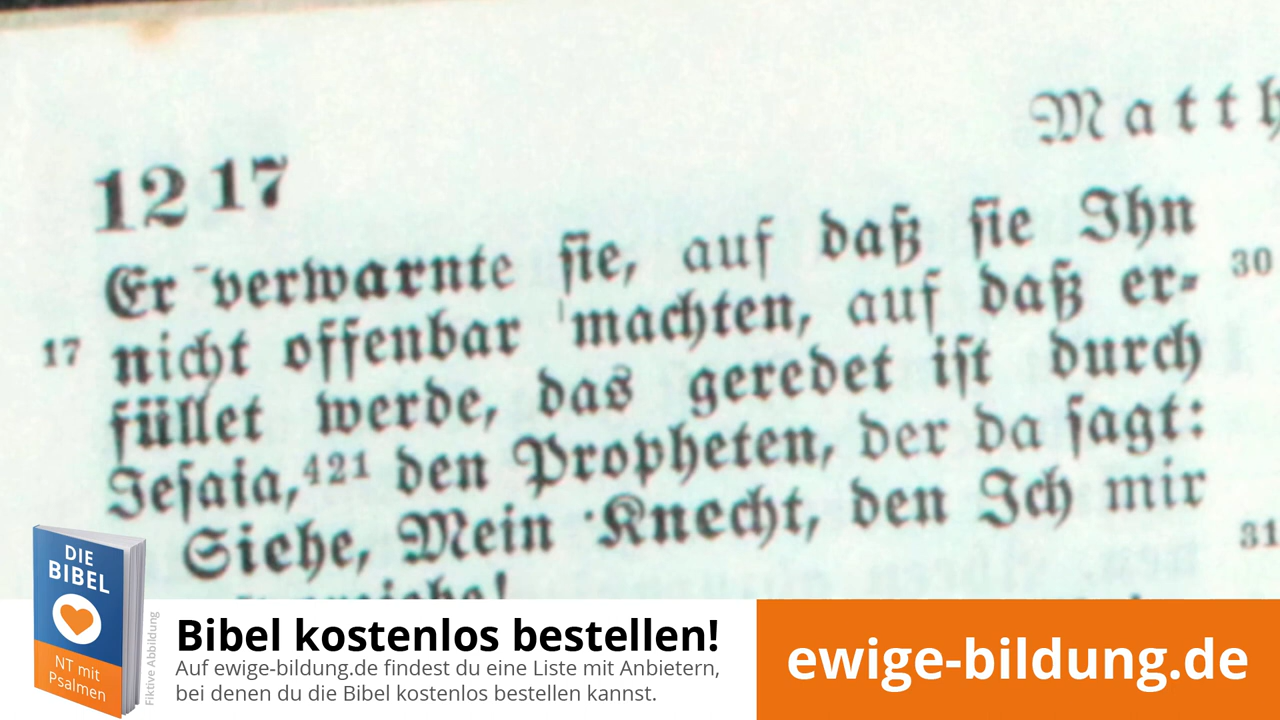 Matth
12 17
Er verwarnte sie, auf daß sie Ihn
30
17 nicht offenbar machten, auf daß er-
füllet werde, das geredet ist durch
Jesaia,⁴²¹ den Propheten, der da sagt:
Siehe, Mein Knecht, den Ich mir
31
DIE
BIBEL
NT mit
Psalmen
Fiktive Abbildung
Bibel kostenlos bestellen!
Auf ewige-bildung.de findest du eine Liste mit Anbietern,
bei denen du die Bibel kostenlos bestellen kannst.
ewige-bildung.de